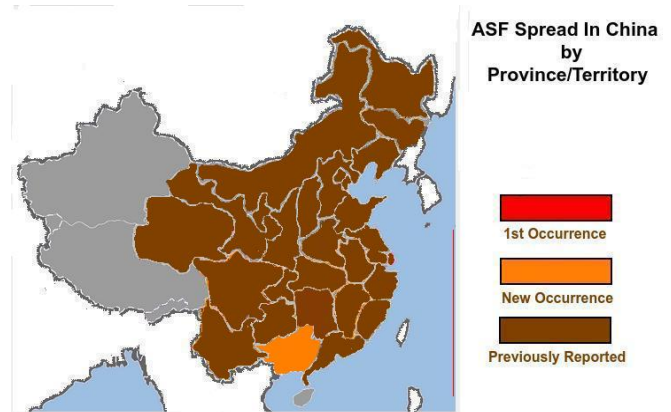 ASF Spread In China
by
Province/Territory
1st Occurrence
New Occurrence
Previously Reported